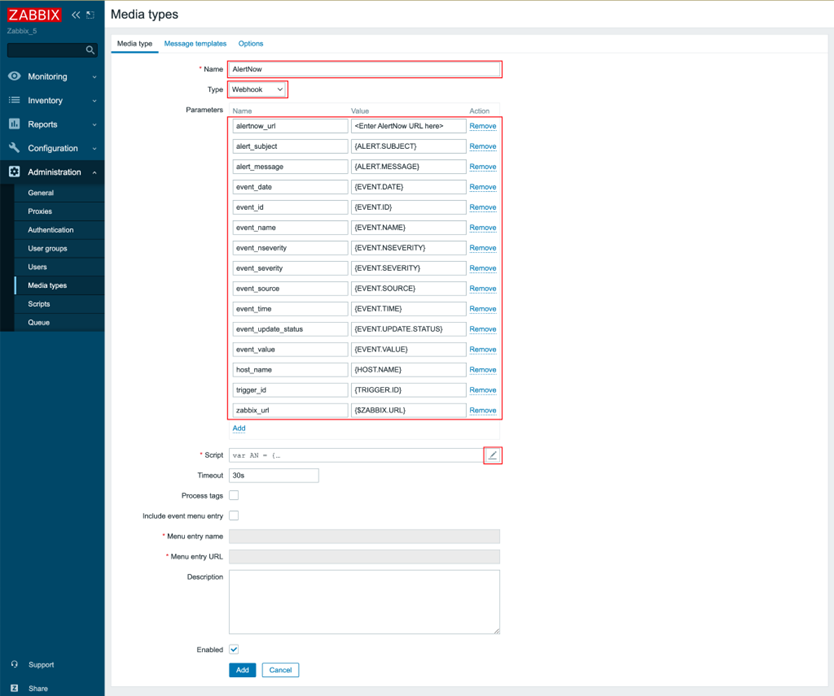 ZABBIX
Zabbix_5
Monitoring
Inventory
Reports
Configuration
Administration
General
Proxies
Authentication
User groups
Users
Media types
Scripts
Queue
Support
Share
Media types
Media type Message templates Options
* Name AlertNow
Type Webhook
Parameters Name Value Action
alertnow_url <Enter AlertNow URL here> Remove
alert_subject {ALERT.SUBJECT} Remove
alert_message {ALERT.MESSAGE} Remove
event_date {EVENT.DATE} Remove
event_id {EVENT.ID} Remove
event_name {EVENT.NAME} Remove
event_nseverity {EVENT.NSEVERITY} Remove
event_severity {EVENT.SEVERITY} Remove
event_source {EVENT.SOURCE} Remove
event_time {EVENT.TIME} Remove
event_update_status {EVENT.UPDATE.STATUS} Remove
event_value {EVENT.VALUE} Remove
host_name {HOST.NAME} Remove
trigger_id {TRIGGER.ID} Remove
zabbix_url {$ZABBIX.URL} Remove
Add
* Script var AN = {…
Timeout 30s
Process tags
Include event menu entry
* Menu entry name
* Menu entry URL
Description
Enabled
Add Cancel